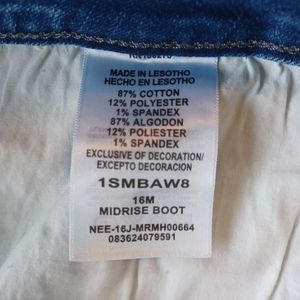 MADE IN LESOTHO
HECHO EN LESOTHO
87% COTTON
12% POLYESTER
1% SPANDEX
87% ALGODON
12% POLIESTER
1% SPANDEX
EXCLUSIVE OF DECORATION/
EXCEPTO DECORACION
1SMBAW8
16M
MIDRISE BOOT
NEE-16J-MRMH00664
083624079591